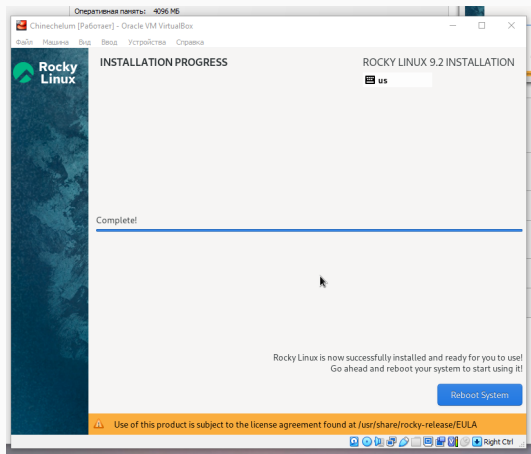 Оперативная память: 4096 МБ
Chinechelum [Работает] - Oracle VM VirtualBox
Файл Машина Вид Ввод Устройства Справка
Rocky
Linux
INSTALLATION PROGRESS
ROCKY LINUX 9.2 INSTALLATION
us
Complete!
Rocky Linux is now successfully installed and ready for you to use!
Go ahead and reboot your system to start using it!
Reboot System
Use of this product is subject to the license agreement found at /usr/share/rocky-release/EULA
Right Ctrl